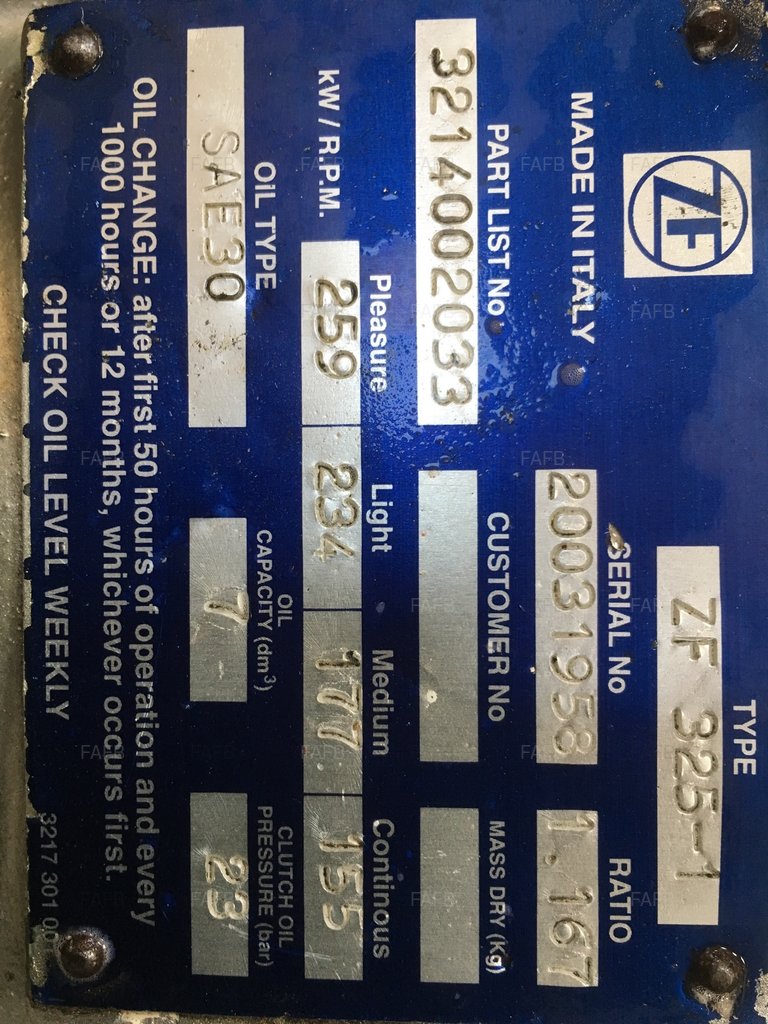 ZF
TYPE
ZF 325-1
MADE IN ITALY
SERIAL No
RATIO
20031958
1.167
PART LIST No
CUSTOMER No
MASS DRY (Kg)
3214002033
Pleasure Light Medium Continous
kW / R.P.M. 259 234 177 155
OIL TYPE
OIL CAPACITY (dm³)
CLUTCH OIL PRESSURE (bar)
SAE30
7
23
OIL CHANGE: after first 50 hours of operation and every
1000 hours or 12 months, whichever occurs first.
CHECK OIL LEVEL WEEKLY
3217 301
FAFB